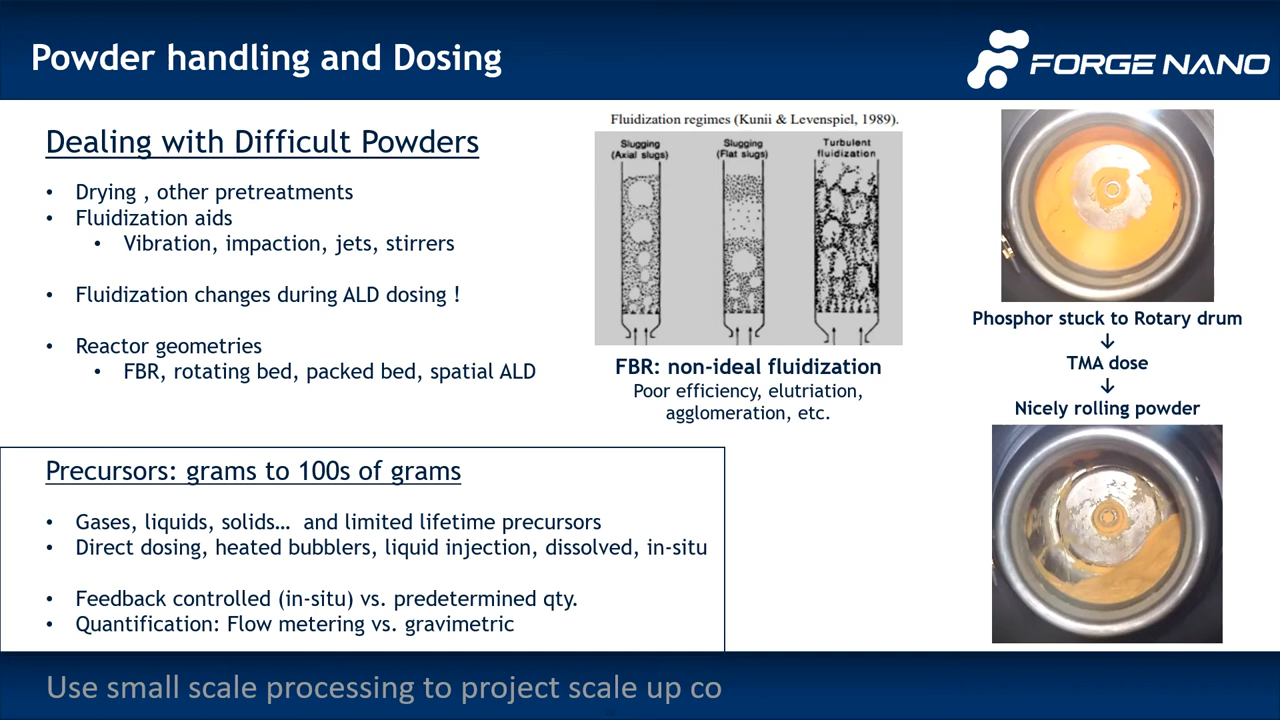 Powder handling and Dosing
FORGE NANO
Dealing with Difficult Powders
• Drying , other pretreatments
• Fluidization aids
• Vibration, impaction, jets, stirrers
• Fluidization changes during ALD dosing !
• Reactor geometries
• FBR, rotating bed, packed bed, spatial ALD
Fluidization regimes (Kunii & Levenspiel, 1989).
Slugging
(Axial slugs)
Slugging
(Flat slugs)
Turbulent
fluidization
FBR: non-ideal fluidization
Poor efficiency, elutriation,
agglomeration, etc.
Phosphor stuck to Rotary drum
↓
TMA dose
↓
Nicely rolling powder
Precursors: grams to 100s of grams
• Gases, liquids, solids… and limited lifetime precursors
• Direct dosing, heated bubblers, liquid injection, dissolved, in-situ
• Feedback controlled (in-situ) vs. predetermined qty.
• Quantification: Flow metering vs. gravimetric
Use small scale processing to project scale up co